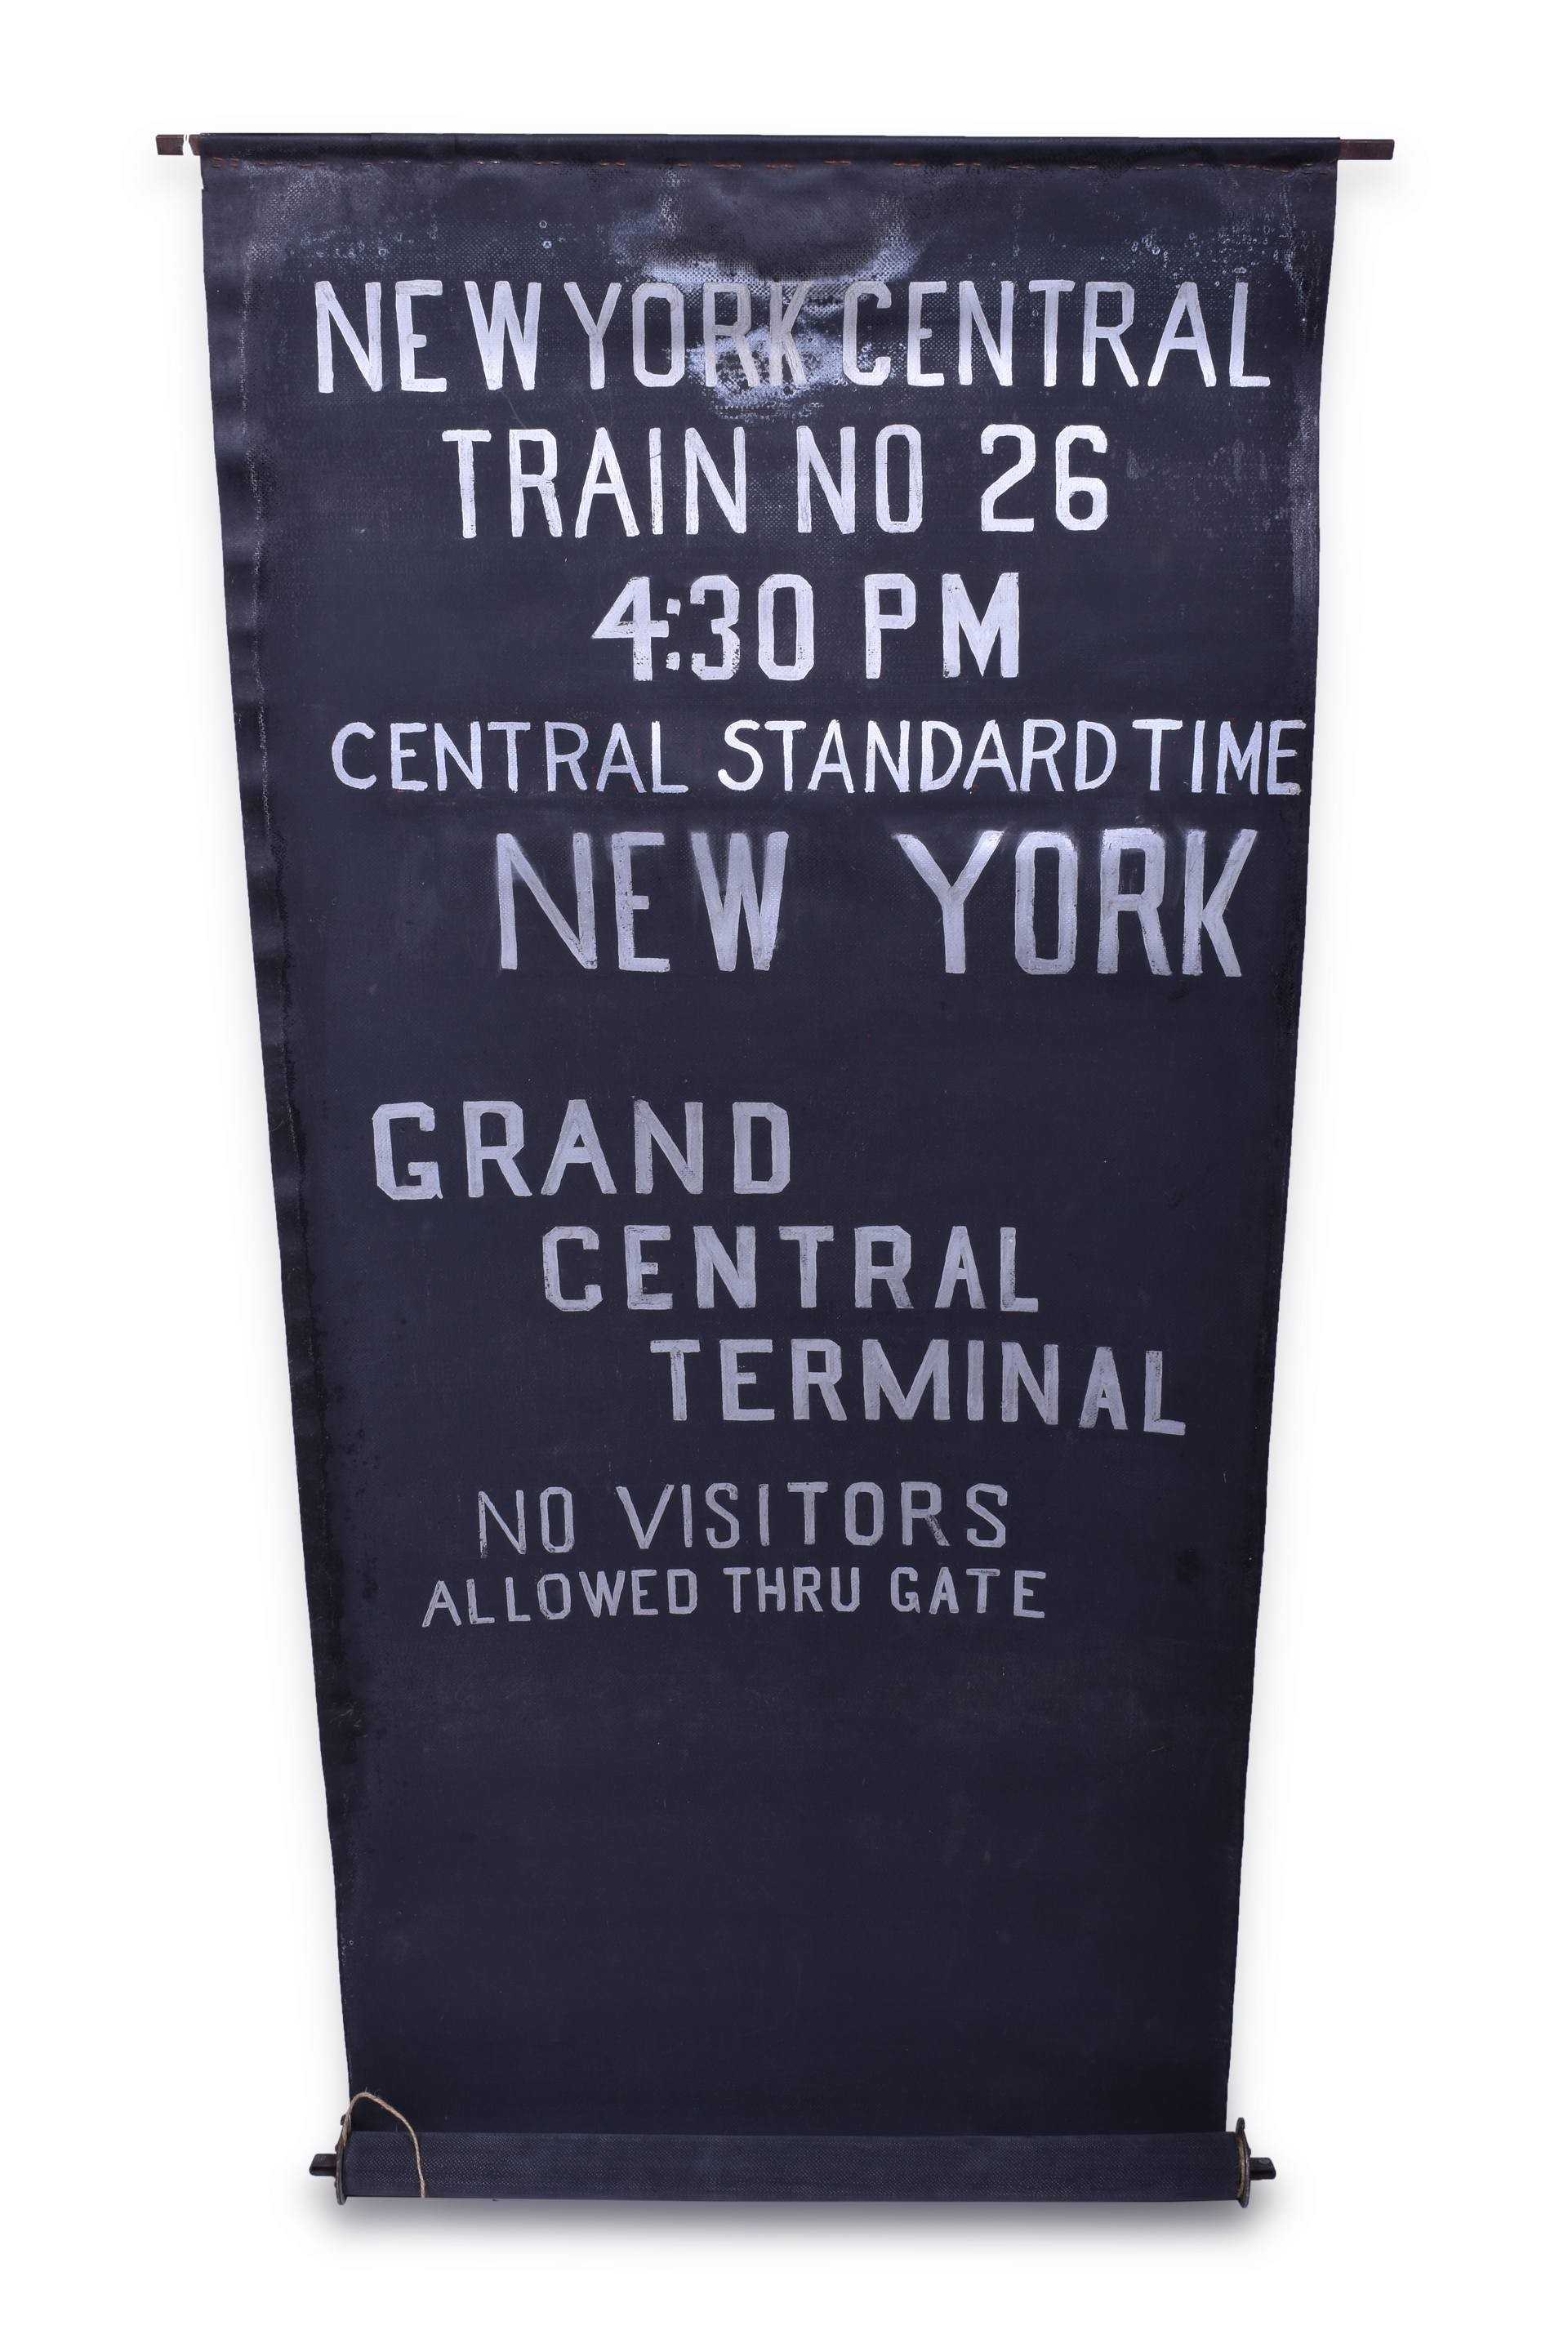 NEW YORK CENTRAL
TRAIN NO 26
4:30 PM
CENTRAL STANDARD TIME
NEW YORK
GRAND
CENTRAL
TERMINAL
NO VISITORS
ALLOWED THRU GATE